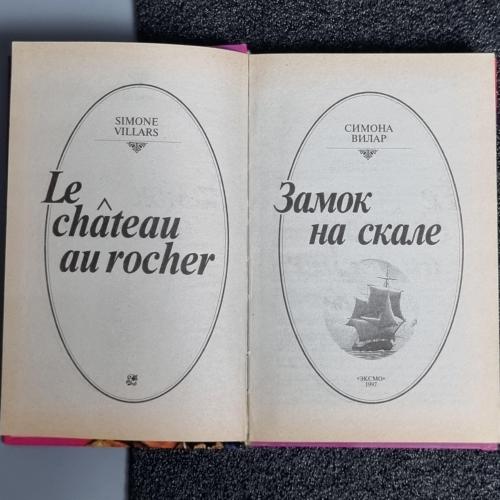 SIMONE
VILLARS
Le
château
au rocher
СИМОНА
ВИЛАР
Замок
на скале
«ЭКСМО»
1997